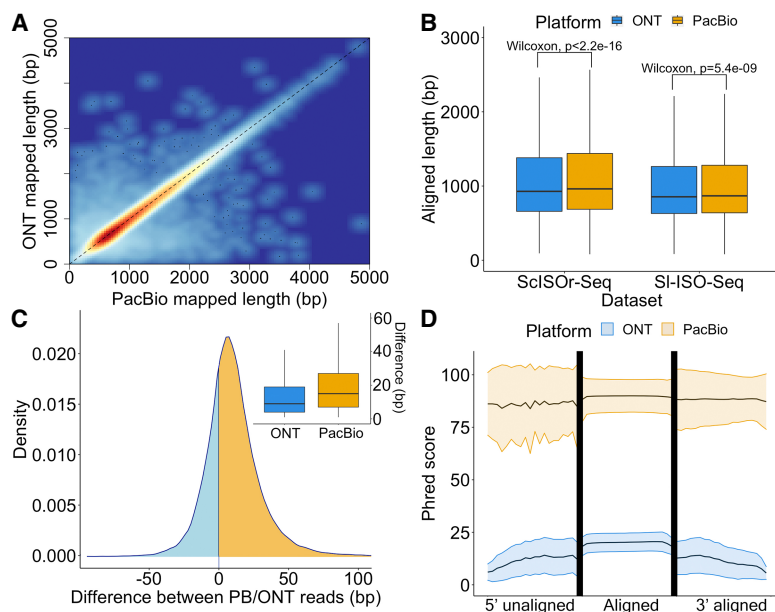 A
ONT mapped length (bp)
5000
3000
1000
0
0 1000 2000 3000 4000 5000
PacBio mapped length (bp)
B
Platform ONT PacBio
Wilcoxon, p<2.2e-16
Wilcoxon, p=5.4e-09
Aligned length (bp)
3000
2000
1000
0
ScISOr-Seq SI-ISO-Seq
Dataset
C
Density
0.020
0.015
0.010
0.005
0.000
-50 0 50 100
Difference between PB/ONT reads (bp)
60
40
20
0
Difference (bp)
ONT PacBio
D
Platform ONT PacBio
Phred score
100
75
50
25
0
5' unaligned Aligned 3' aligned